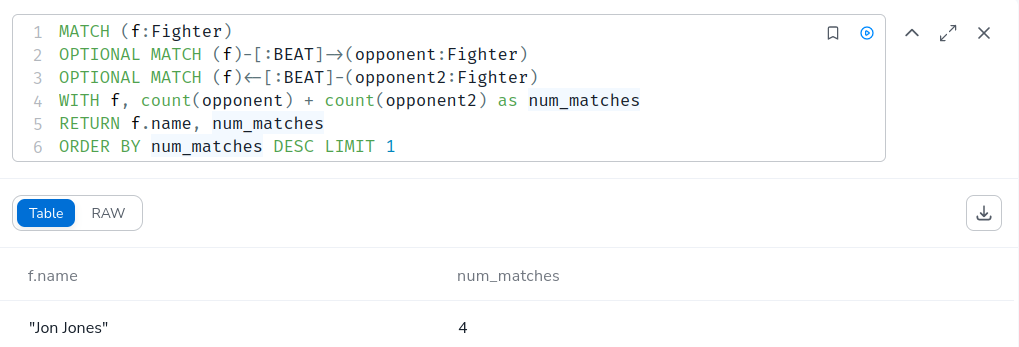 1 MATCH (f:Fighter)
2 OPTIONAL MATCH (f)-[:BEAT]->(opponent:Fighter)
3 OPTIONAL MATCH (f)<-[:BEAT]-(opponent2:Fighter)
4 WITH f, count(opponent) + count(opponent2) as num_matches
5 RETURN f.name, num_matches
6 ORDER BY num_matches DESC LIMIT 1
Table RAW
f.name num_matches
"Jon Jones" 4